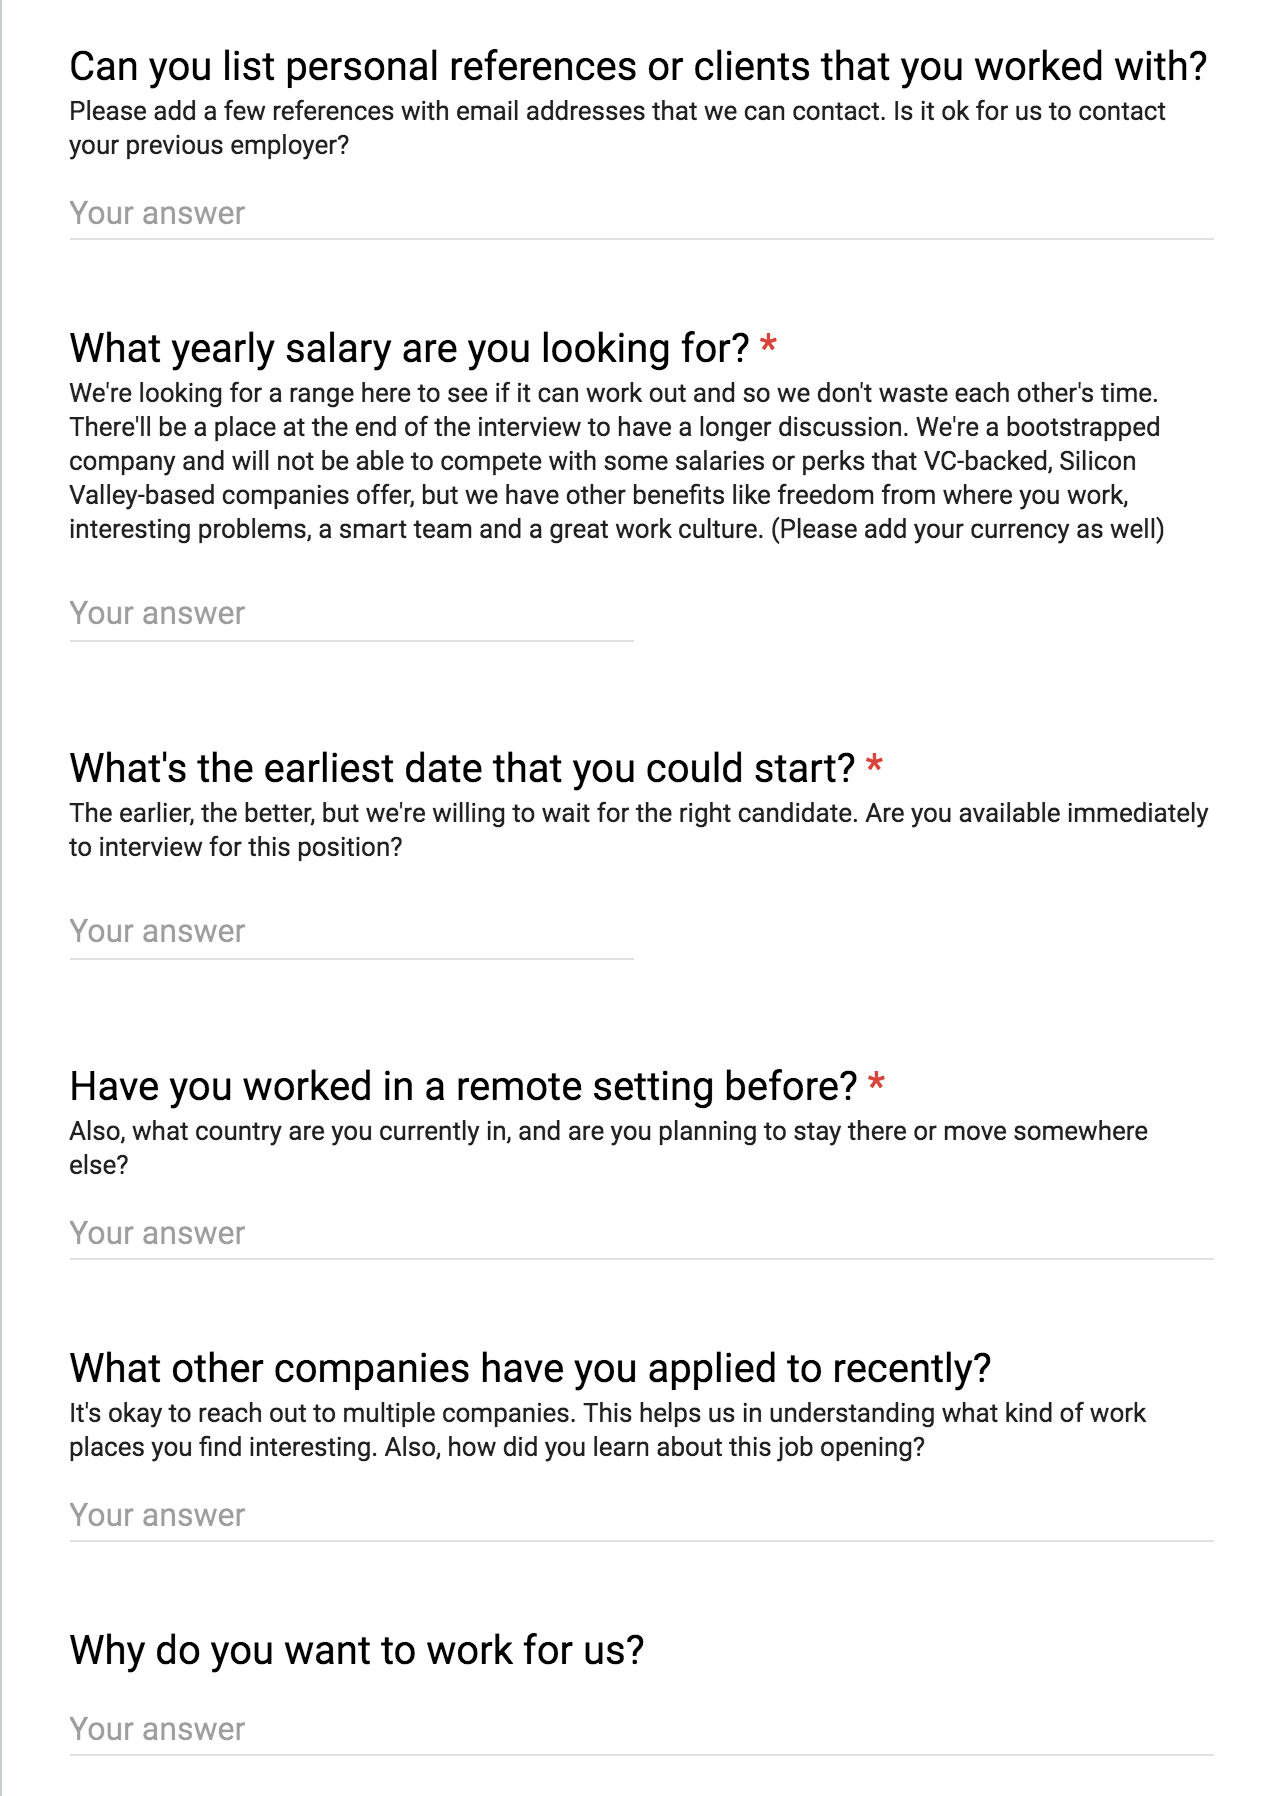 Can you list personal references or clients that you worked with?
Please add a few references with email addresses that we can contact. Is it ok for us to contact
your previous employer?
Your answer
What yearly salary are you looking for? *
We're looking for a range here to see if it can work out and so we don't waste each other's time.
There'll be a place at the end of the interview to have a longer discussion. We're a bootstrapped
company and will not be able to compete with some salaries or perks that VC-backed, Silicon
Valley-based companies offer, but we have other benefits like freedom from where you work,
interesting problems, a smart team and a great work culture. (Please add your currency as well)
Your answer
What's the earliest date that you could start? *
The earlier, the better, but we're willing to wait for the right candidate. Are you available immediately
to interview for this position?
Your answer
Have you worked in a remote setting before? *
Also, what country are you currently in, and are you planning to stay there or move somewhere
else?
Your answer
What other companies have you applied to recently?
It's okay to reach out to multiple companies. This helps us in understanding what kind of work
places you find interesting. Also, how did you learn about this job opening?
Your answer
Why do you want to work for us?
Your answer